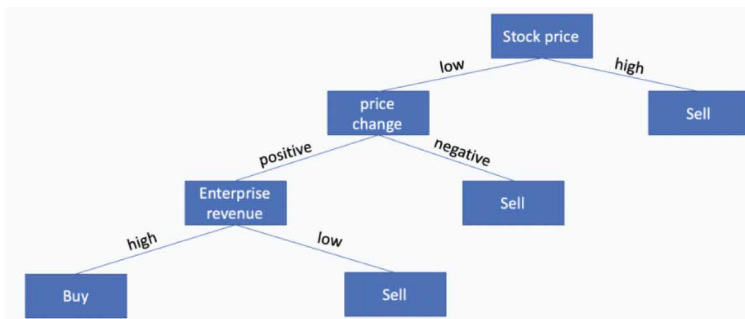 Stock price
low
high
price
change
Sell
positive
negative
Enterprise
revenue
Sell
high
low
Buy
Sell